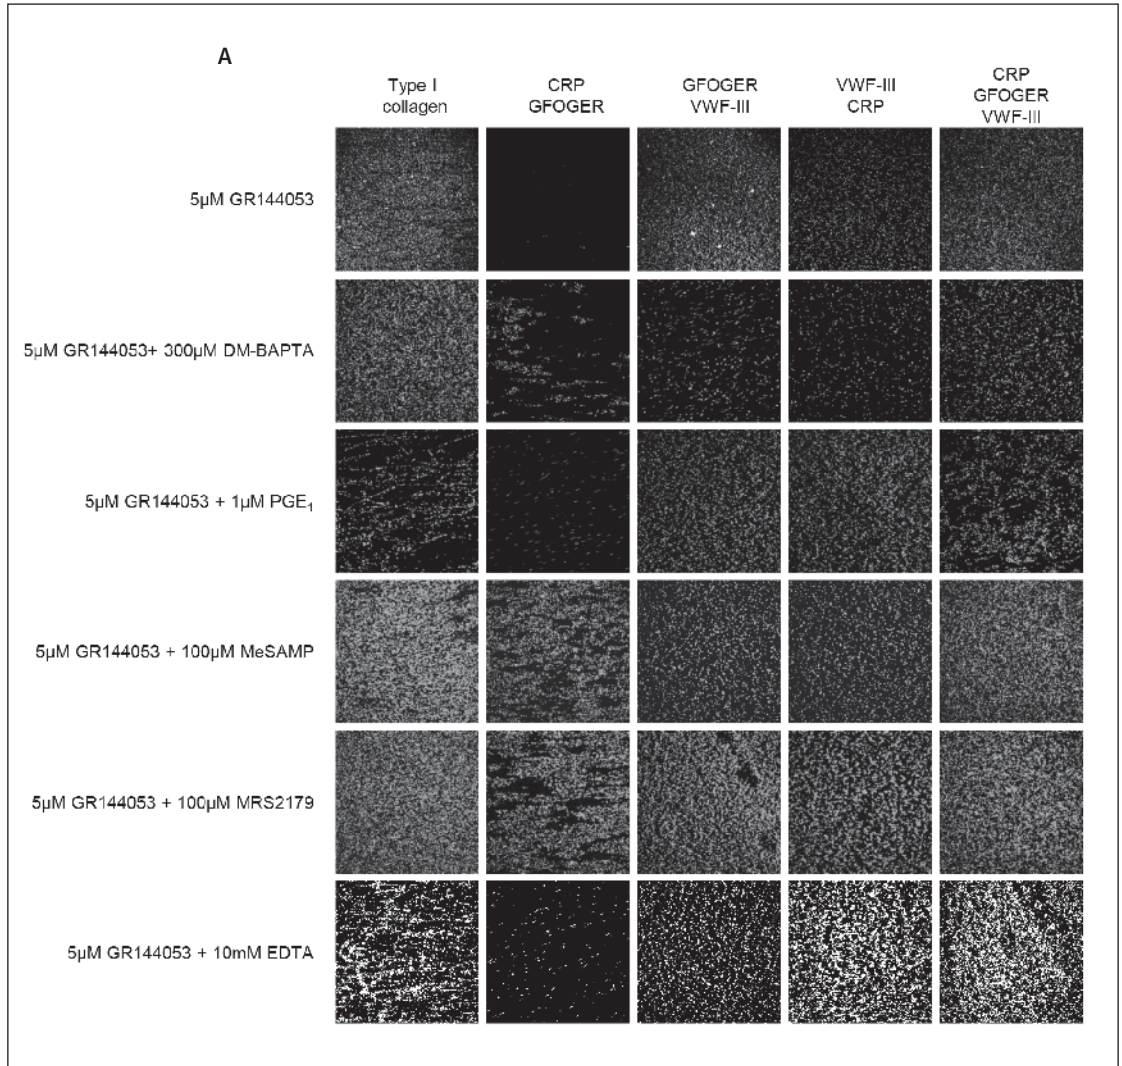 A
Type I
collagen
CRP
GFOGER
GFOGER
VWF-III
VWF-III
CRP
CRP
GFOGER
VWF-III
5µM GR144053
5µM GR144053+ 300µM DM-BAPTA
5µM GR144053 + 1µM PGE₁
5µM GR144053 + 100µM MeSAMP
5µM GR144053 + 100µM MRS2179
5µM GR144053 + 10mM EDTA